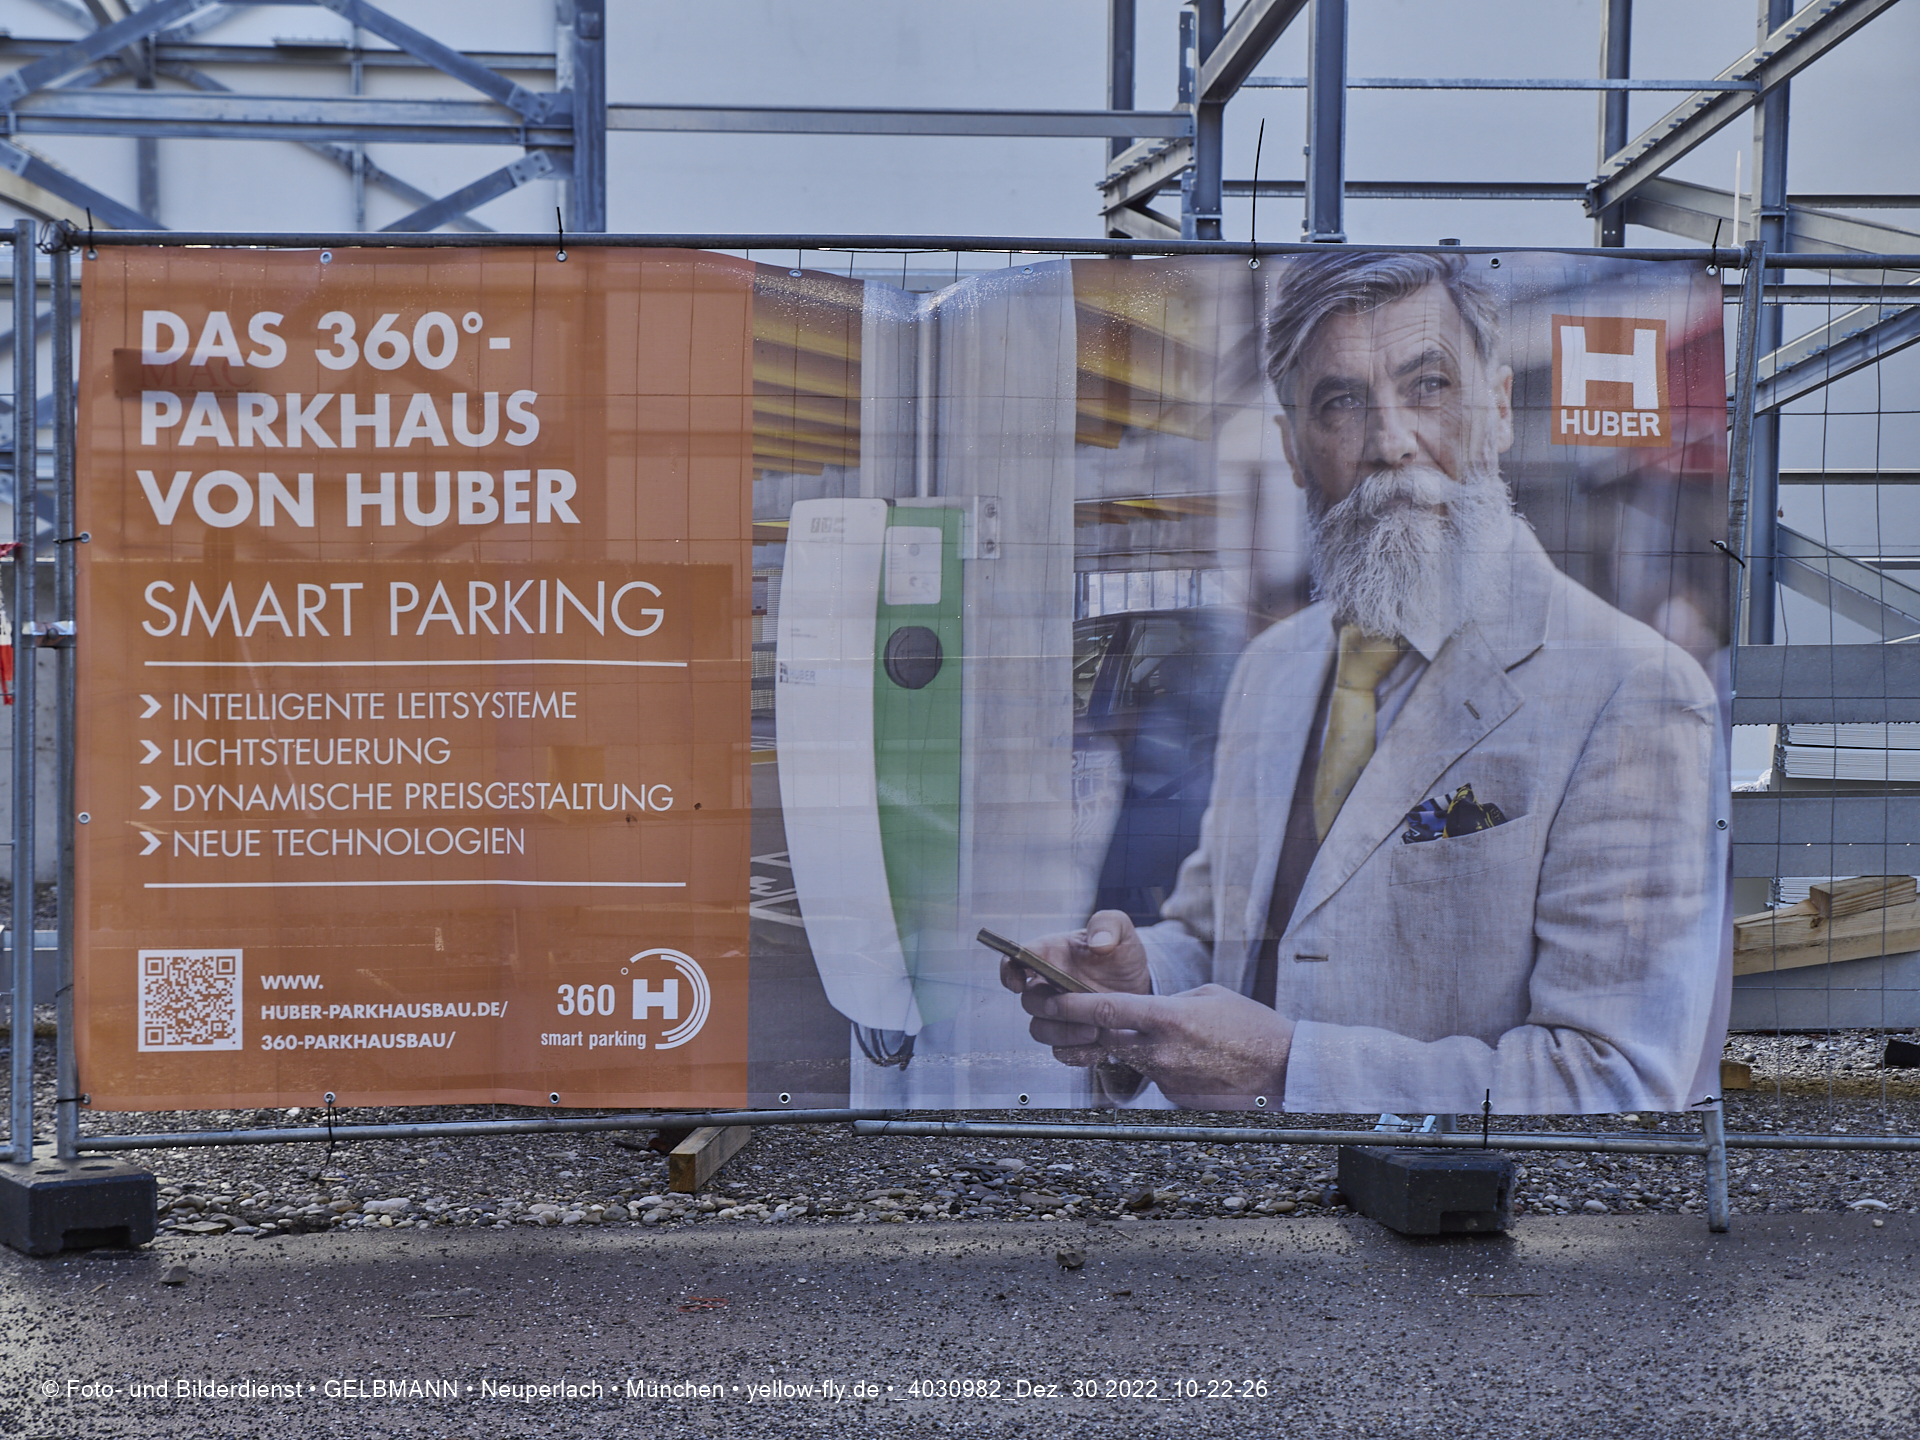 DAS 360°-
PARKHAUS
VON HUBER
SMART PARKING
INTELLIGENTE LEITSYSTEME
LICHTSTEUERUNG
DYNAMISCHE PREISGESTALTUNG
NEUE TECHNOLOGIEN
WWW.
HUBER-PARKHAUSBAU.DE/
360-PARKHAUSBAU/
360° H
smart parking
HUBER
H
HUBER
© Foto- und Bilderdienst • GELBMANN • Neuperlach • München • yellow-fly.de •_4030982_Dez. 30 2022_10-22-26